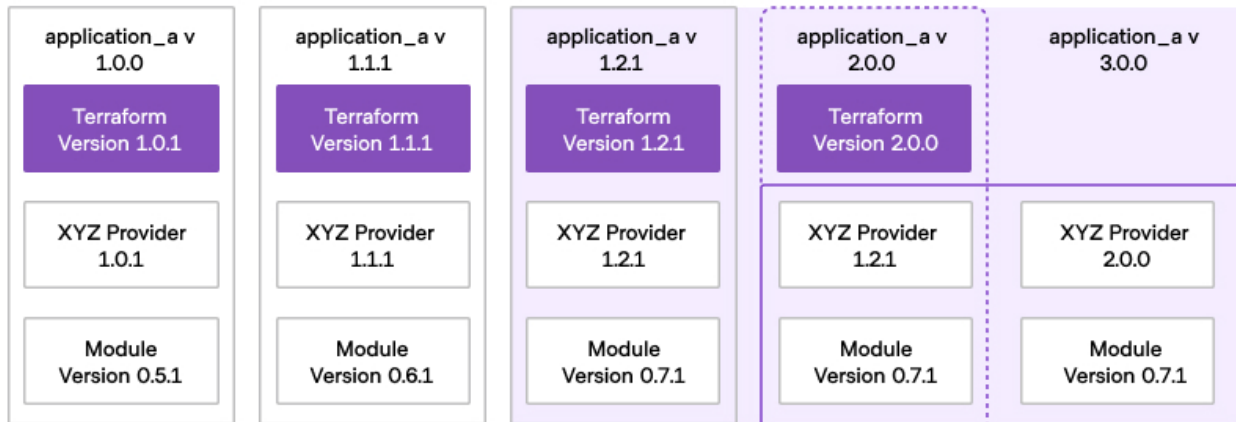 application_a v
1.0.0
Terraform
Version 1.0.1
XYZ Provider
1.0.1
Module
Version 0.5.1
application_a v
1.1.1
Terraform
Version 1.1.1
XYZ Provider
1.1.1
Module
Version 0.6.1
application_a v
1.2.1
Terraform
Version 1.2.1
XYZ Provider
1.2.1
Module
Version 0.7.1
application_a v
2.0.0
Terraform
Version 2.0.0
XYZ Provider
1.2.1
Module
Version 0.7.1
application_a v
3.0.0
XYZ Provider
2.0.0
Module
Version 0.7.1